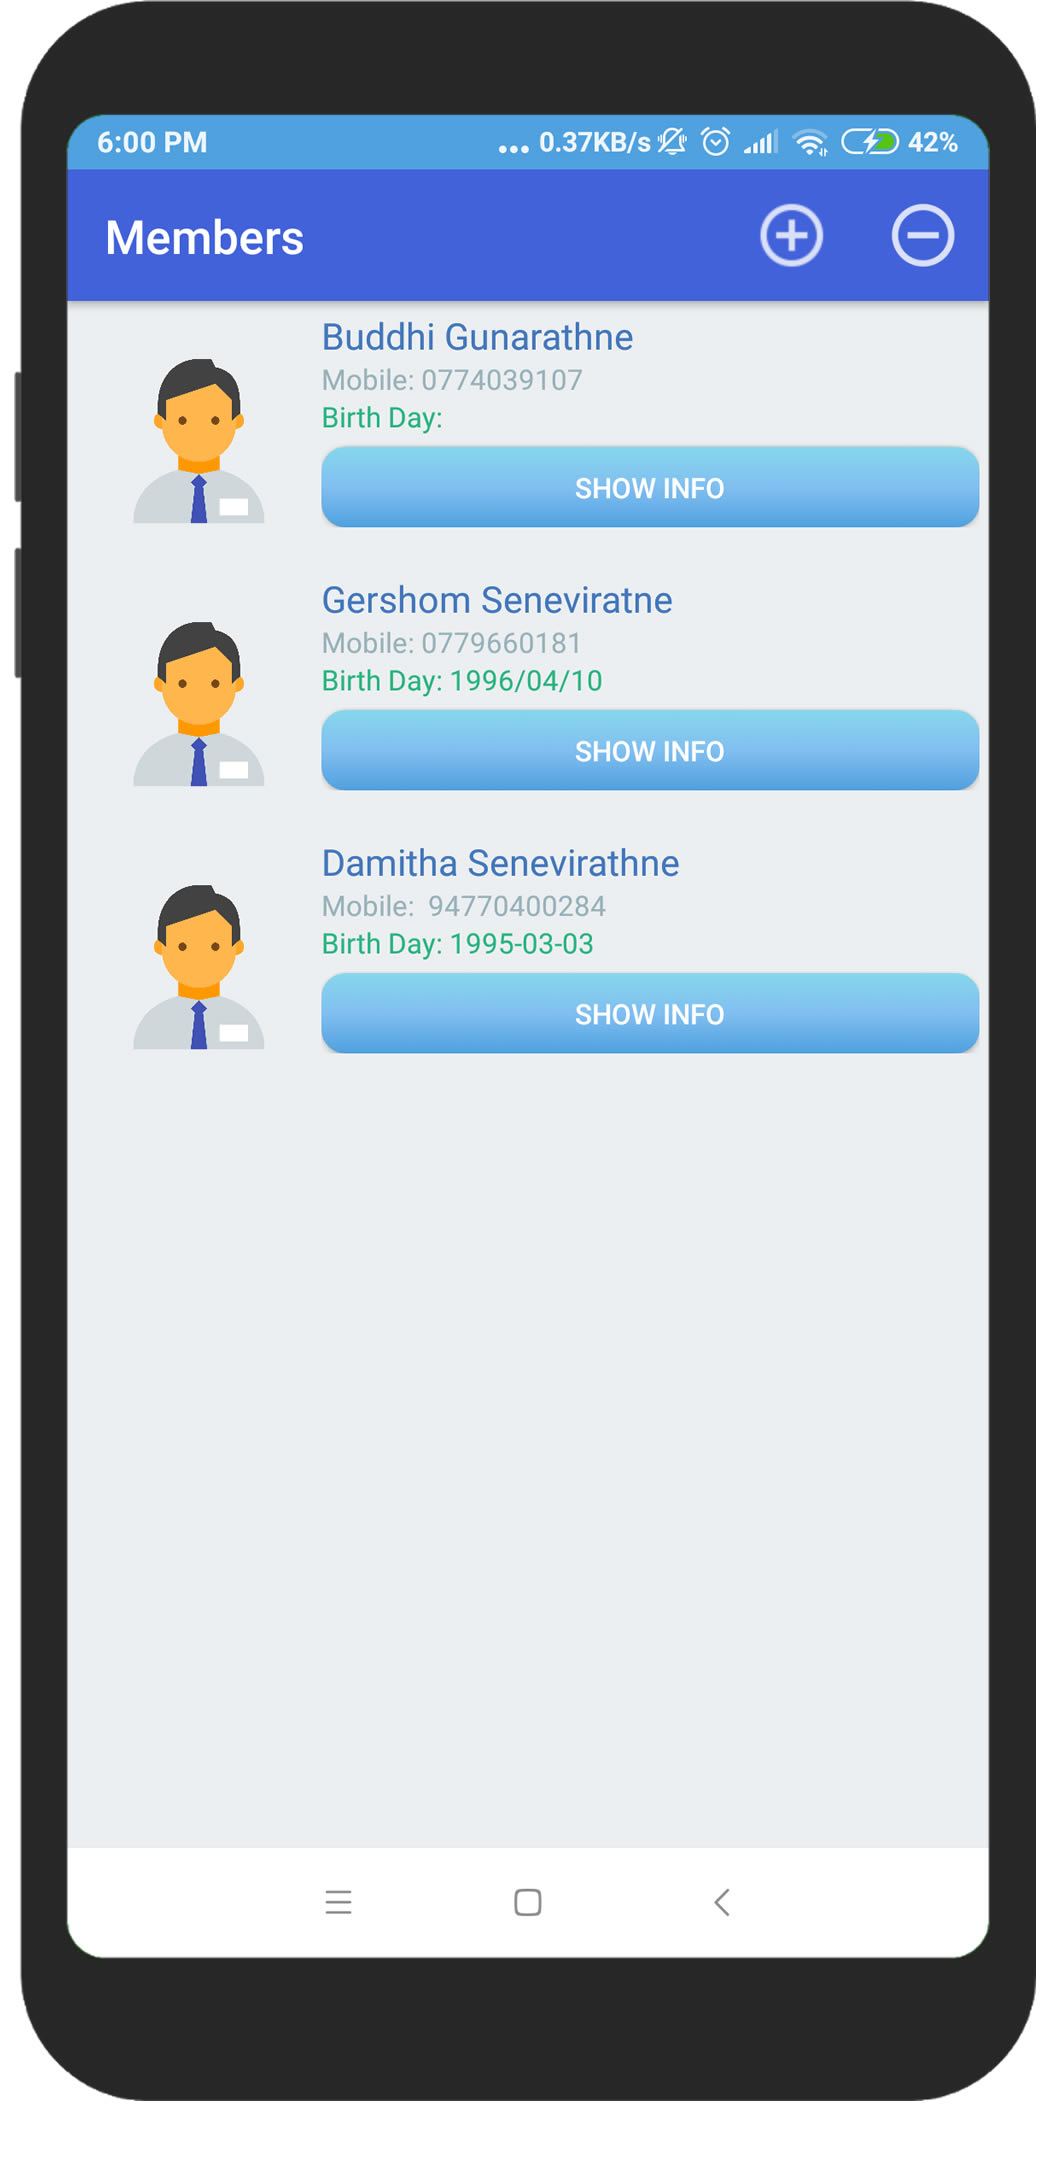 6:00 PM ... 0.37KB/s 42%
Members
Buddhi Gunarathne
Mobile: 0774039107
Birth Day:
SHOW INFO
Gershom Seneviratne
Mobile: 0779660181
Birth Day: 1996/04/10
SHOW INFO
Damitha Senevirathne
Mobile:  94770400284
Birth Day: 1995-03-03
SHOW INFO